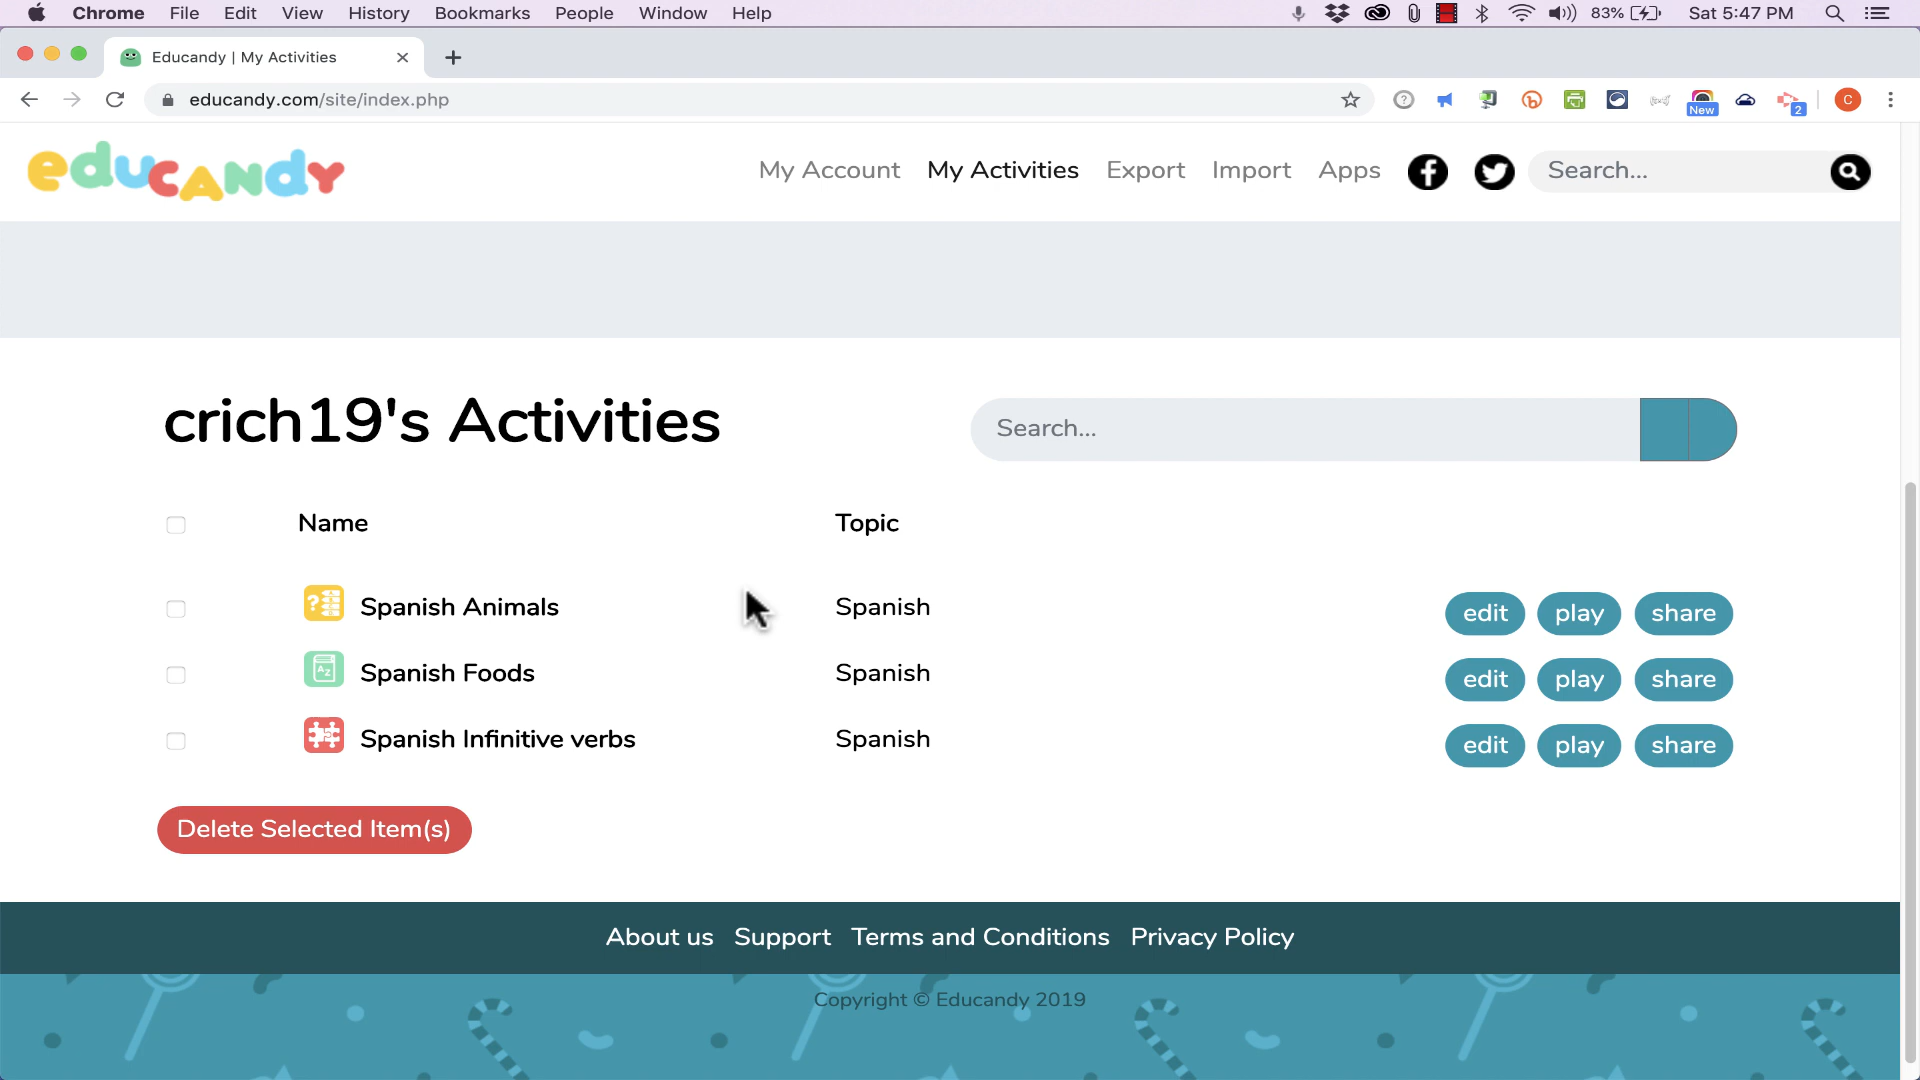 Chrome File Edit View History Bookmarks People Window Help 83% Sat 5:47 PM
Educandy | My Activities
educandy.com/site/index.php New 2 C
educandy My Account My Activities Export Import Apps Search...
crich19's Activities Search...
Name Topic
Spanish Animals Spanish edit play share
Spanish Foods Spanish edit play share
Spanish Infinitive verbs Spanish edit play share
Delete Selected Item(s)
About us Support Terms and Conditions Privacy Policy
Copyright © Educandy 2019